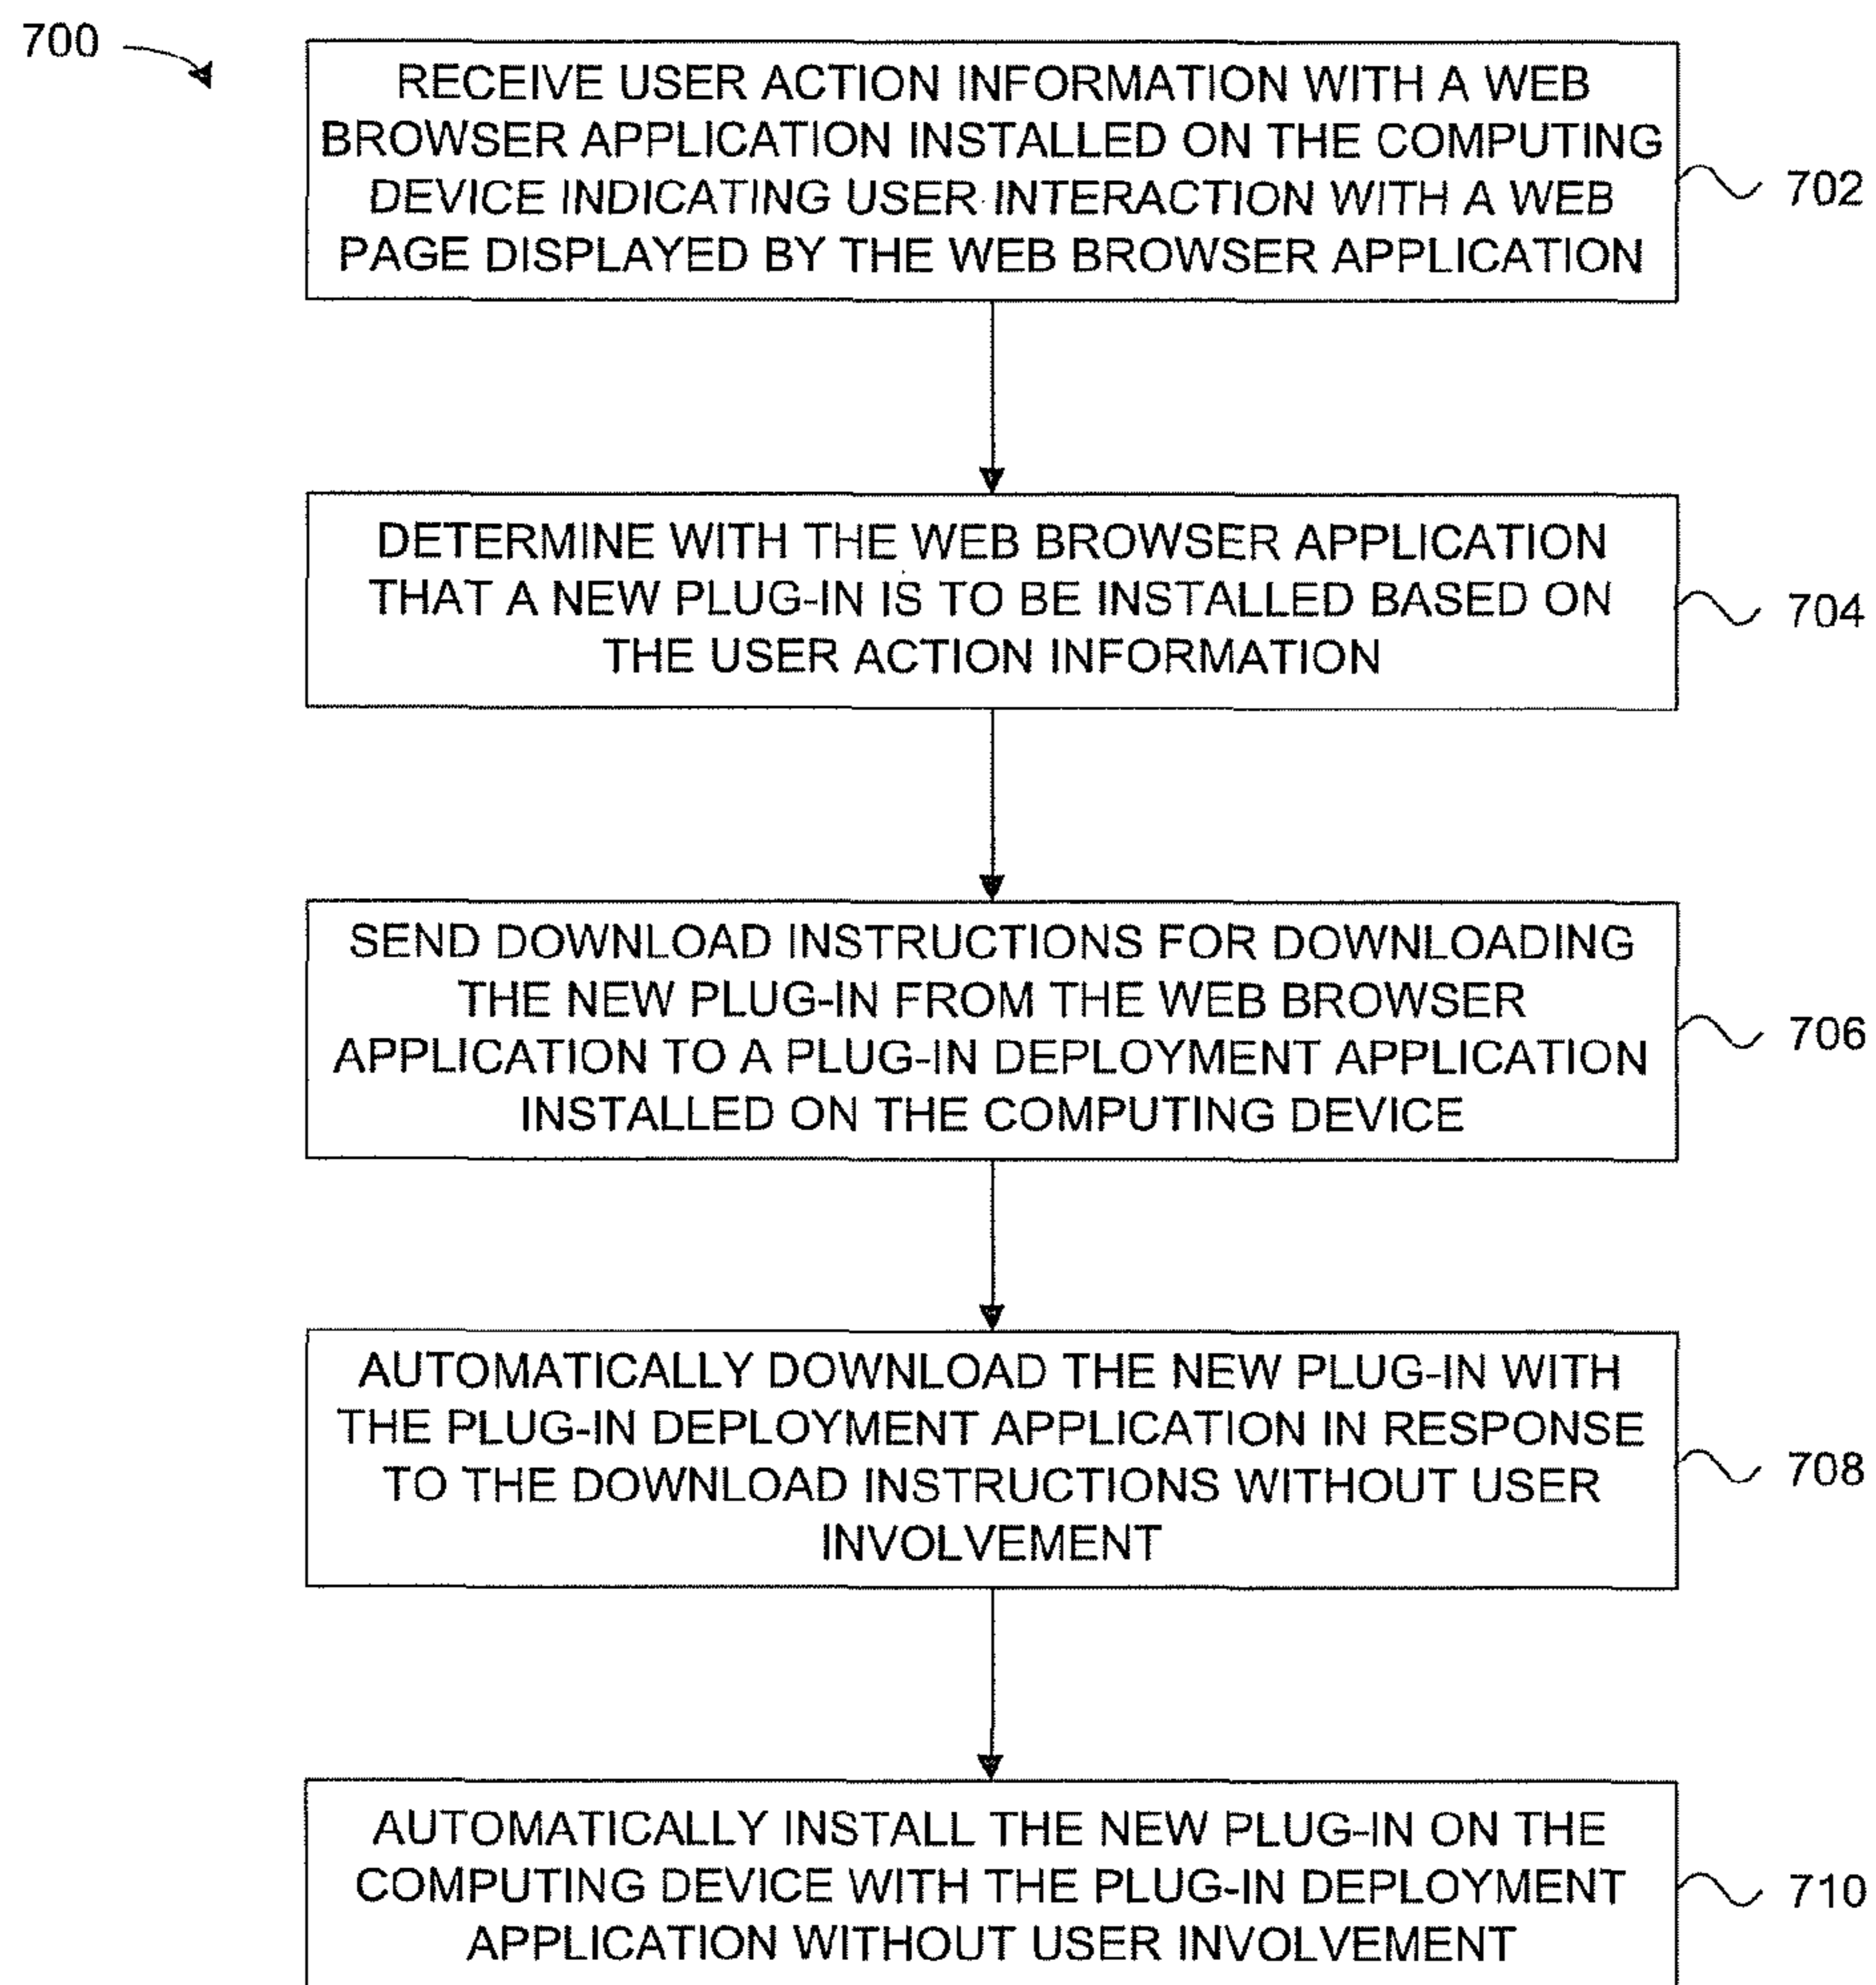 700
RECEIVE USER ACTION INFORMATION WITH A WEB
BROWSER APPLICATION INSTALLED ON THE COMPUTING
DEVICE INDICATING USER INTERACTION WITH A WEB
PAGE DISPLAYED BY THE WEB BROWSER APPLICATION
702
DETERMINE WITH THE WEB BROWSER APPLICATION
THAT A NEW PLUG-IN IS TO BE INSTALLED BASED ON
THE USER ACTION INFORMATION
704
SEND DOWNLOAD INSTRUCTIONS FOR DOWNLOADING
THE NEW PLUG-IN FROM THE WEB BROWSER
APPLICATION TO A PLUG-IN DEPLOYMENT APPLICATION
INSTALLED ON THE COMPUTING DEVICE
706
AUTOMATICALLY DOWNLOAD THE NEW PLUG-IN WITH
THE PLUG-IN DEPLOYMENT APPLICATION IN RESPONSE
TO THE DOWNLOAD INSTRUCTIONS WITHOUT USER
INVOLVEMENT
708
AUTOMATICALLY INSTALL THE NEW PLUG-IN ON THE
COMPUTING DEVICE WITH THE PLUG-IN DEPLOYMENT
APPLICATION WITHOUT USER INVOLVEMENT
710